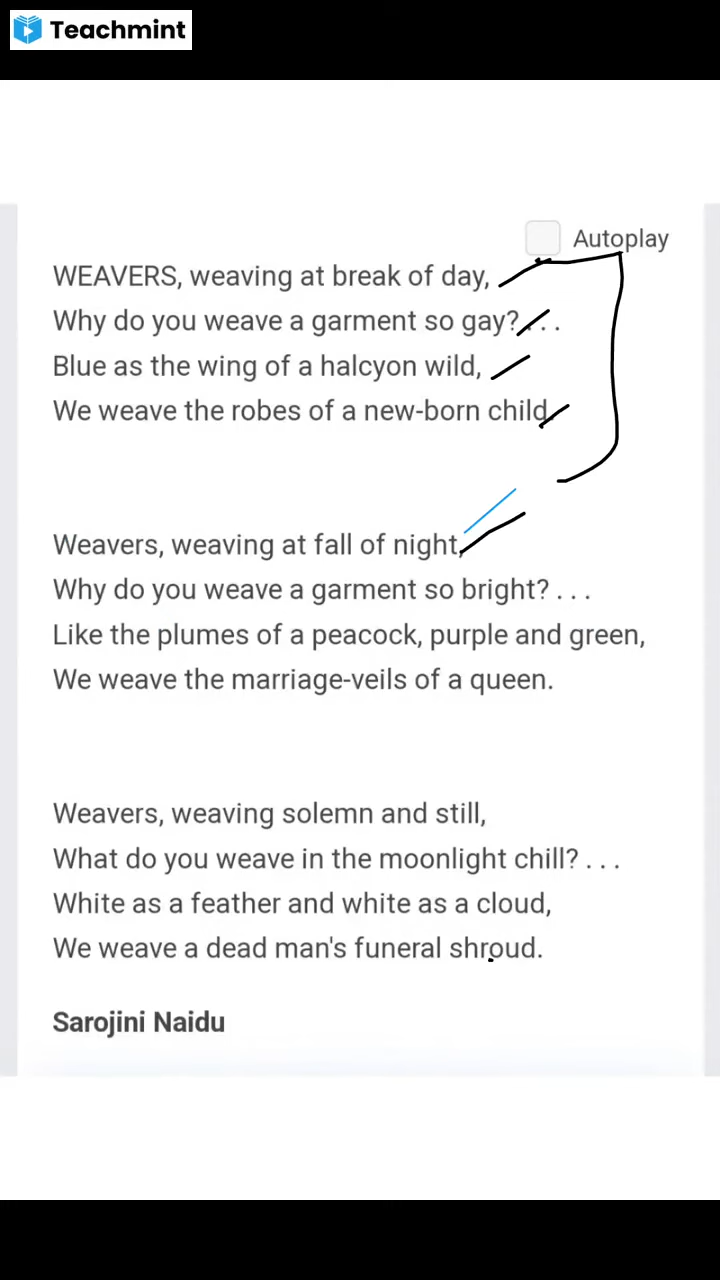 Teachmint
Autoplay
WEAVERS, weaving at break of day,
Why do you weave a garment so gay? . . .
Blue as the wing of a halcyon wild,
We weave the robes of a new-born child.
Weavers, weaving at fall of night,
Why do you weave a garment so bright? . . .
Like the plumes of a peacock, purple and green,
We weave the marriage-veils of a queen.
Weavers, weaving solemn and still,
What do you weave in the moonlight chill? . . .
White as a feather and white as a cloud,
We weave a dead man's funeral shroud.
Sarojini Naidu